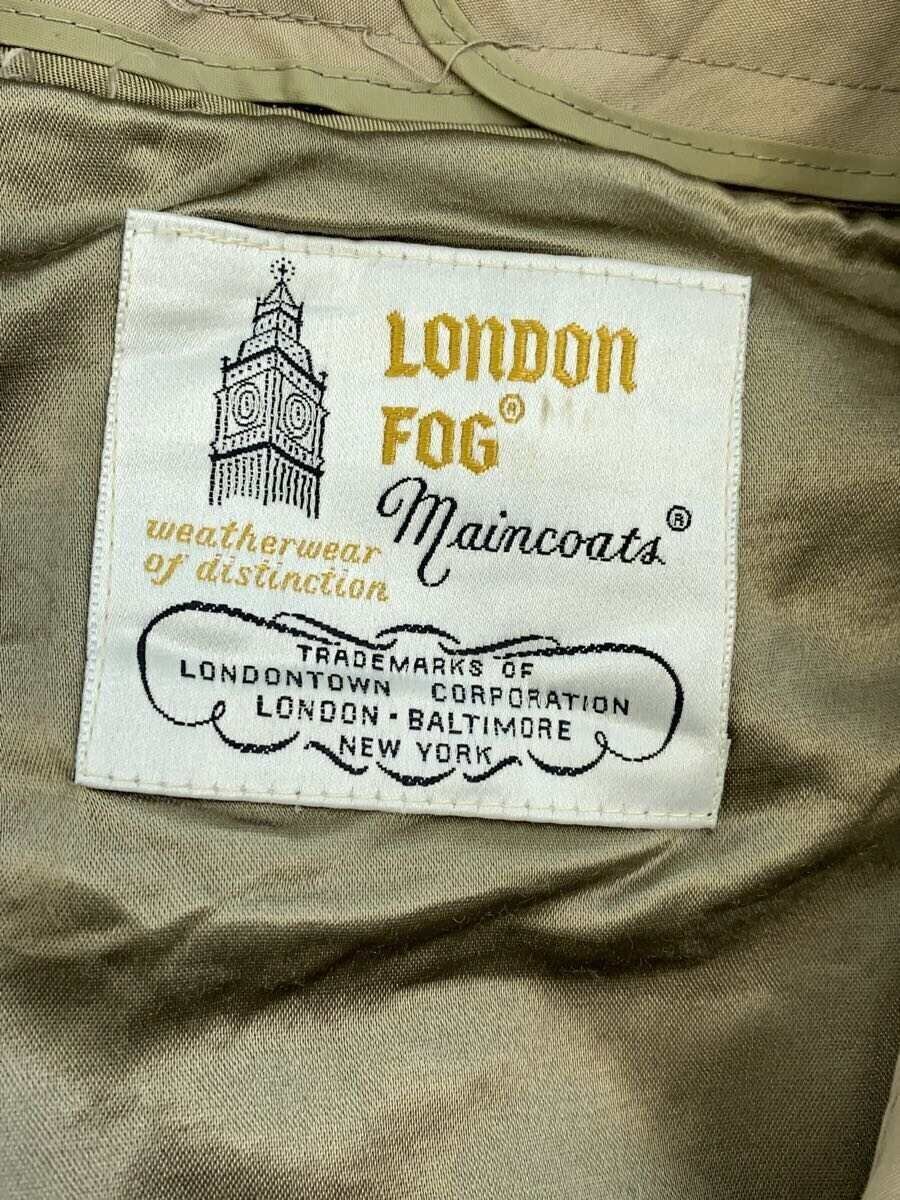 LONDON
FOG®
Maincoats®
weatherwear
of distinction
TRADEMARKS OF
LONDONTOWN CORPORATION
LONDON · BALTIMORE
NEW YORK